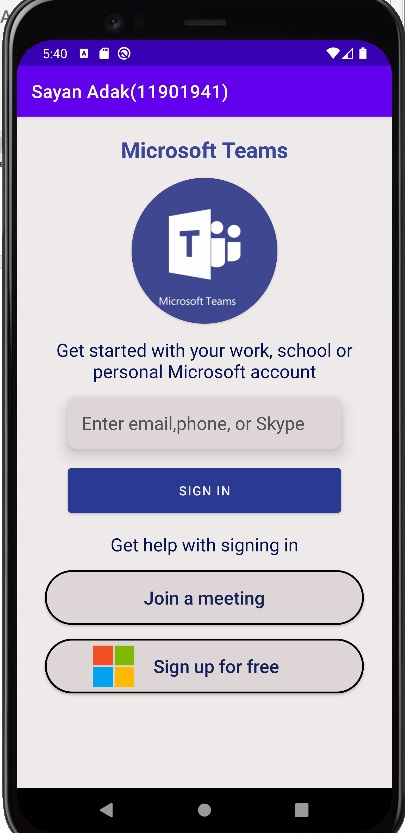 5:40
Sayan Adak(11901941)
Microsoft Teams
T
Microsoft Teams
Get started with your work, school or
personal Microsoft account
Enter email,phone, or Skype
SIGN IN
Get help with signing in
Join a meeting
Sign up for free